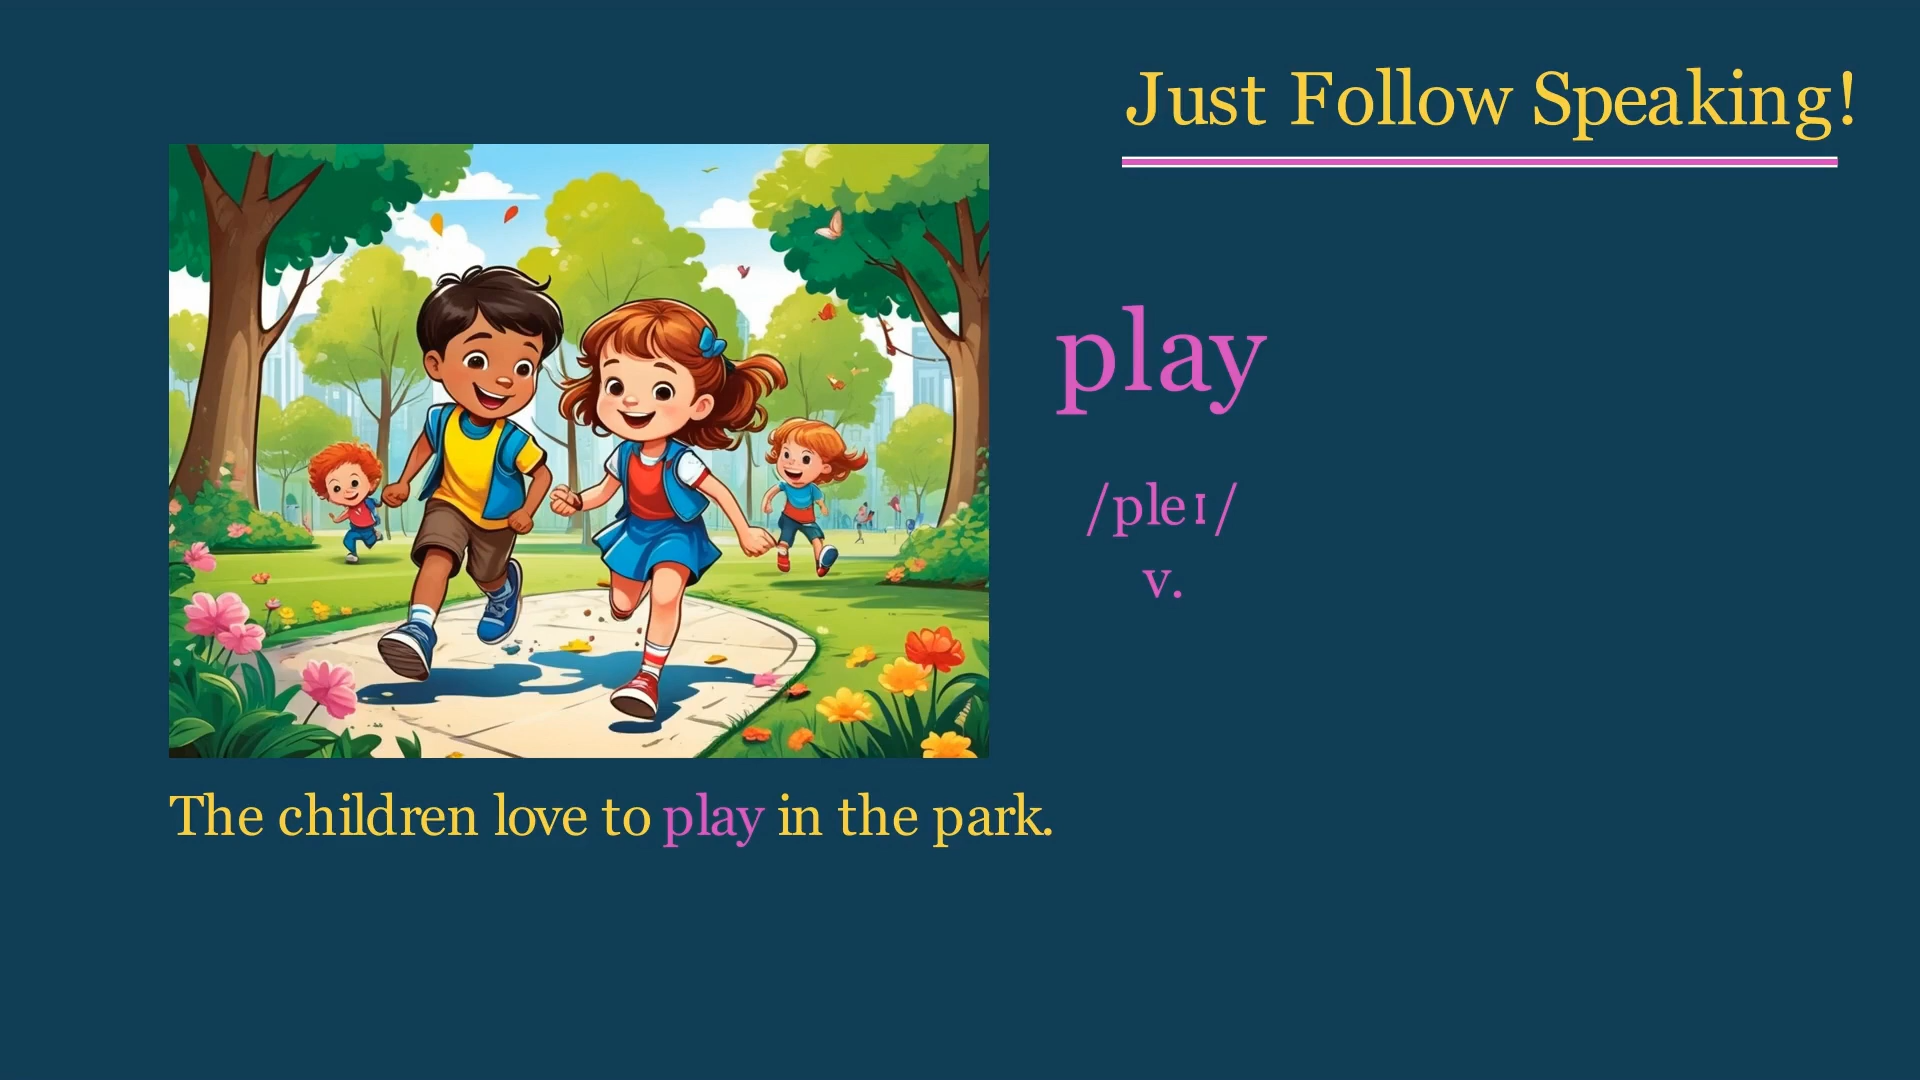 Just Follow Speaking!
play
/pleɪ/
v.
The children love to play in the park.